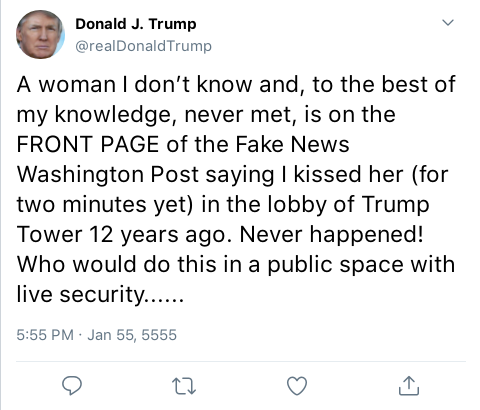 Donald J. Trump
@realDonaldTrump
A woman I don’t know and, to the best of
my knowledge, never met, is on the
FRONT PAGE of the Fake News
Washington Post saying I kissed her (for
two minutes yet) in the lobby of Trump
Tower 12 years ago. Never happened!
Who would do this in a public space with
live security......
5:55 PM · Jan 55, 5555